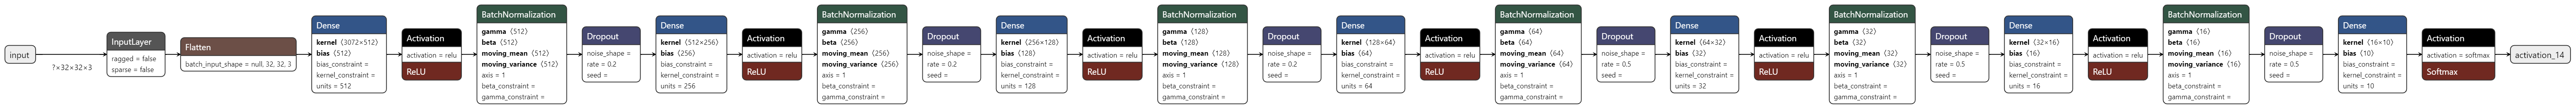 input
?×32×32×3
InputLayer
ragged = false
sparse = false
Flatten
batch_input_shape = null, 32, 32, 3
Dense
kernel ⟨3072×512⟩
bias ⟨512⟩
bias_constraint =
kernel_constraint =
units = 512
Activation
activation = relu
ReLU
BatchNormalization
gamma ⟨512⟩
beta ⟨512⟩
moving_mean ⟨512⟩
moving_variance ⟨512⟩
axis = 1
beta_constraint =
gamma_constraint =
Dropout
noise_shape =
rate = 0.2
seed =
Dense
kernel ⟨512×256⟩
bias ⟨256⟩
bias_constraint =
kernel_constraint =
units = 256
Activation
activation = relu
ReLU
BatchNormalization
gamma ⟨256⟩
beta ⟨256⟩
moving_mean ⟨256⟩
moving_variance ⟨256⟩
axis = 1
beta_constraint =
gamma_constraint =
Dropout
noise_shape =
rate = 0.2
seed =
Dense
kernel ⟨256×128⟩
bias ⟨128⟩
bias_constraint =
kernel_constraint =
units = 128
Activation
activation = relu
ReLU
BatchNormalization
gamma ⟨128⟩
beta ⟨128⟩
moving_mean ⟨128⟩
moving_variance ⟨128⟩
axis = 1
beta_constraint =
gamma_constraint =
Dropout
noise_shape =
rate = 0.2
seed =
Dense
kernel ⟨128×64⟩
bias ⟨64⟩
bias_constraint =
kernel_constraint =
units = 64
Activation
activation = relu
ReLU
BatchNormalization
gamma ⟨64⟩
beta ⟨64⟩
moving_mean ⟨64⟩
moving_variance ⟨64⟩
axis = 1
beta_constraint =
gamma_constraint =
Dropout
noise_shape =
rate = 0.5
seed =
Dense
kernel ⟨64×32⟩
bias ⟨32⟩
bias_constraint =
kernel_constraint =
units = 32
Activation
activation = relu
ReLU
BatchNormalization
gamma ⟨32⟩
beta ⟨32⟩
moving_mean ⟨32⟩
moving_variance ⟨32⟩
axis = 1
beta_constraint =
gamma_constraint =
Dropout
noise_shape =
rate = 0.5
seed =
Dense
kernel ⟨32×16⟩
bias ⟨16⟩
bias_constraint =
kernel_constraint =
units = 16
Activation
activation = relu
ReLU
BatchNormalization
gamma ⟨16⟩
beta ⟨16⟩
moving_mean ⟨16⟩
moving_variance ⟨16⟩
axis = 1
beta_constraint =
gamma_constraint =
Dropout
noise_shape =
rate = 0.5
seed =
Dense
kernel ⟨16×10⟩
bias ⟨10⟩
bias_constraint =
kernel_constraint =
units = 10
Activation
activation = softmax
Softmax
activation_14